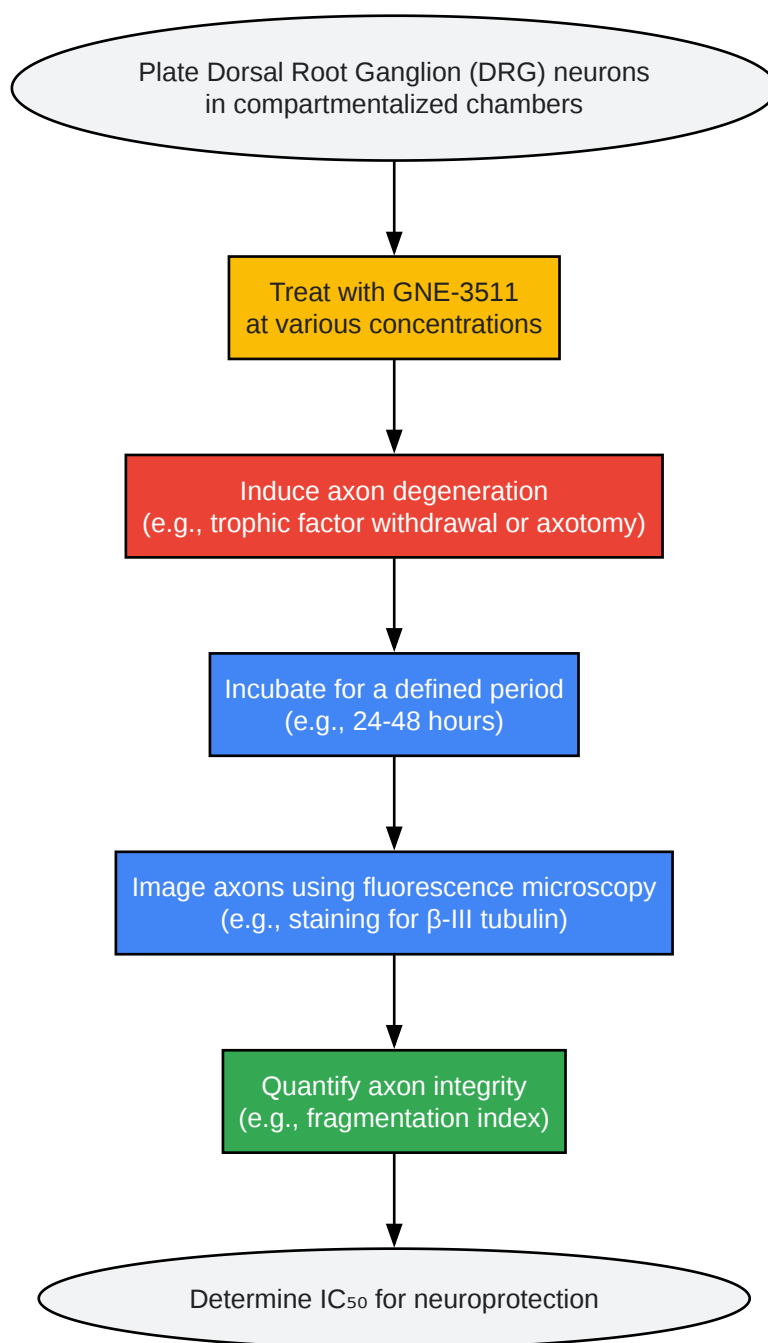 Plate Dorsal Root Ganglion (DRG) neurons
in compartmentalized chambers
Treat with GNE-3511
at various concentrations
Induce axon degeneration
(e.g., trophic factor withdrawal or axotomy)
Incubate for a defined period
(e.g., 24-48 hours)
Image axons using fluorescence microscopy
(e.g., staining for β-III tubulin)
Quantify axon integrity
(e.g., fragmentation index)
Determine IC₅₀ for neuroprotection